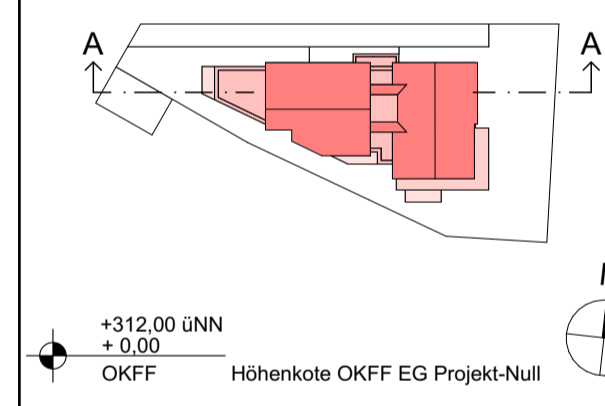 A A
+312,00 üNN
+ 0,00
OKFF Höhenkote OKFF EG Projekt-Null